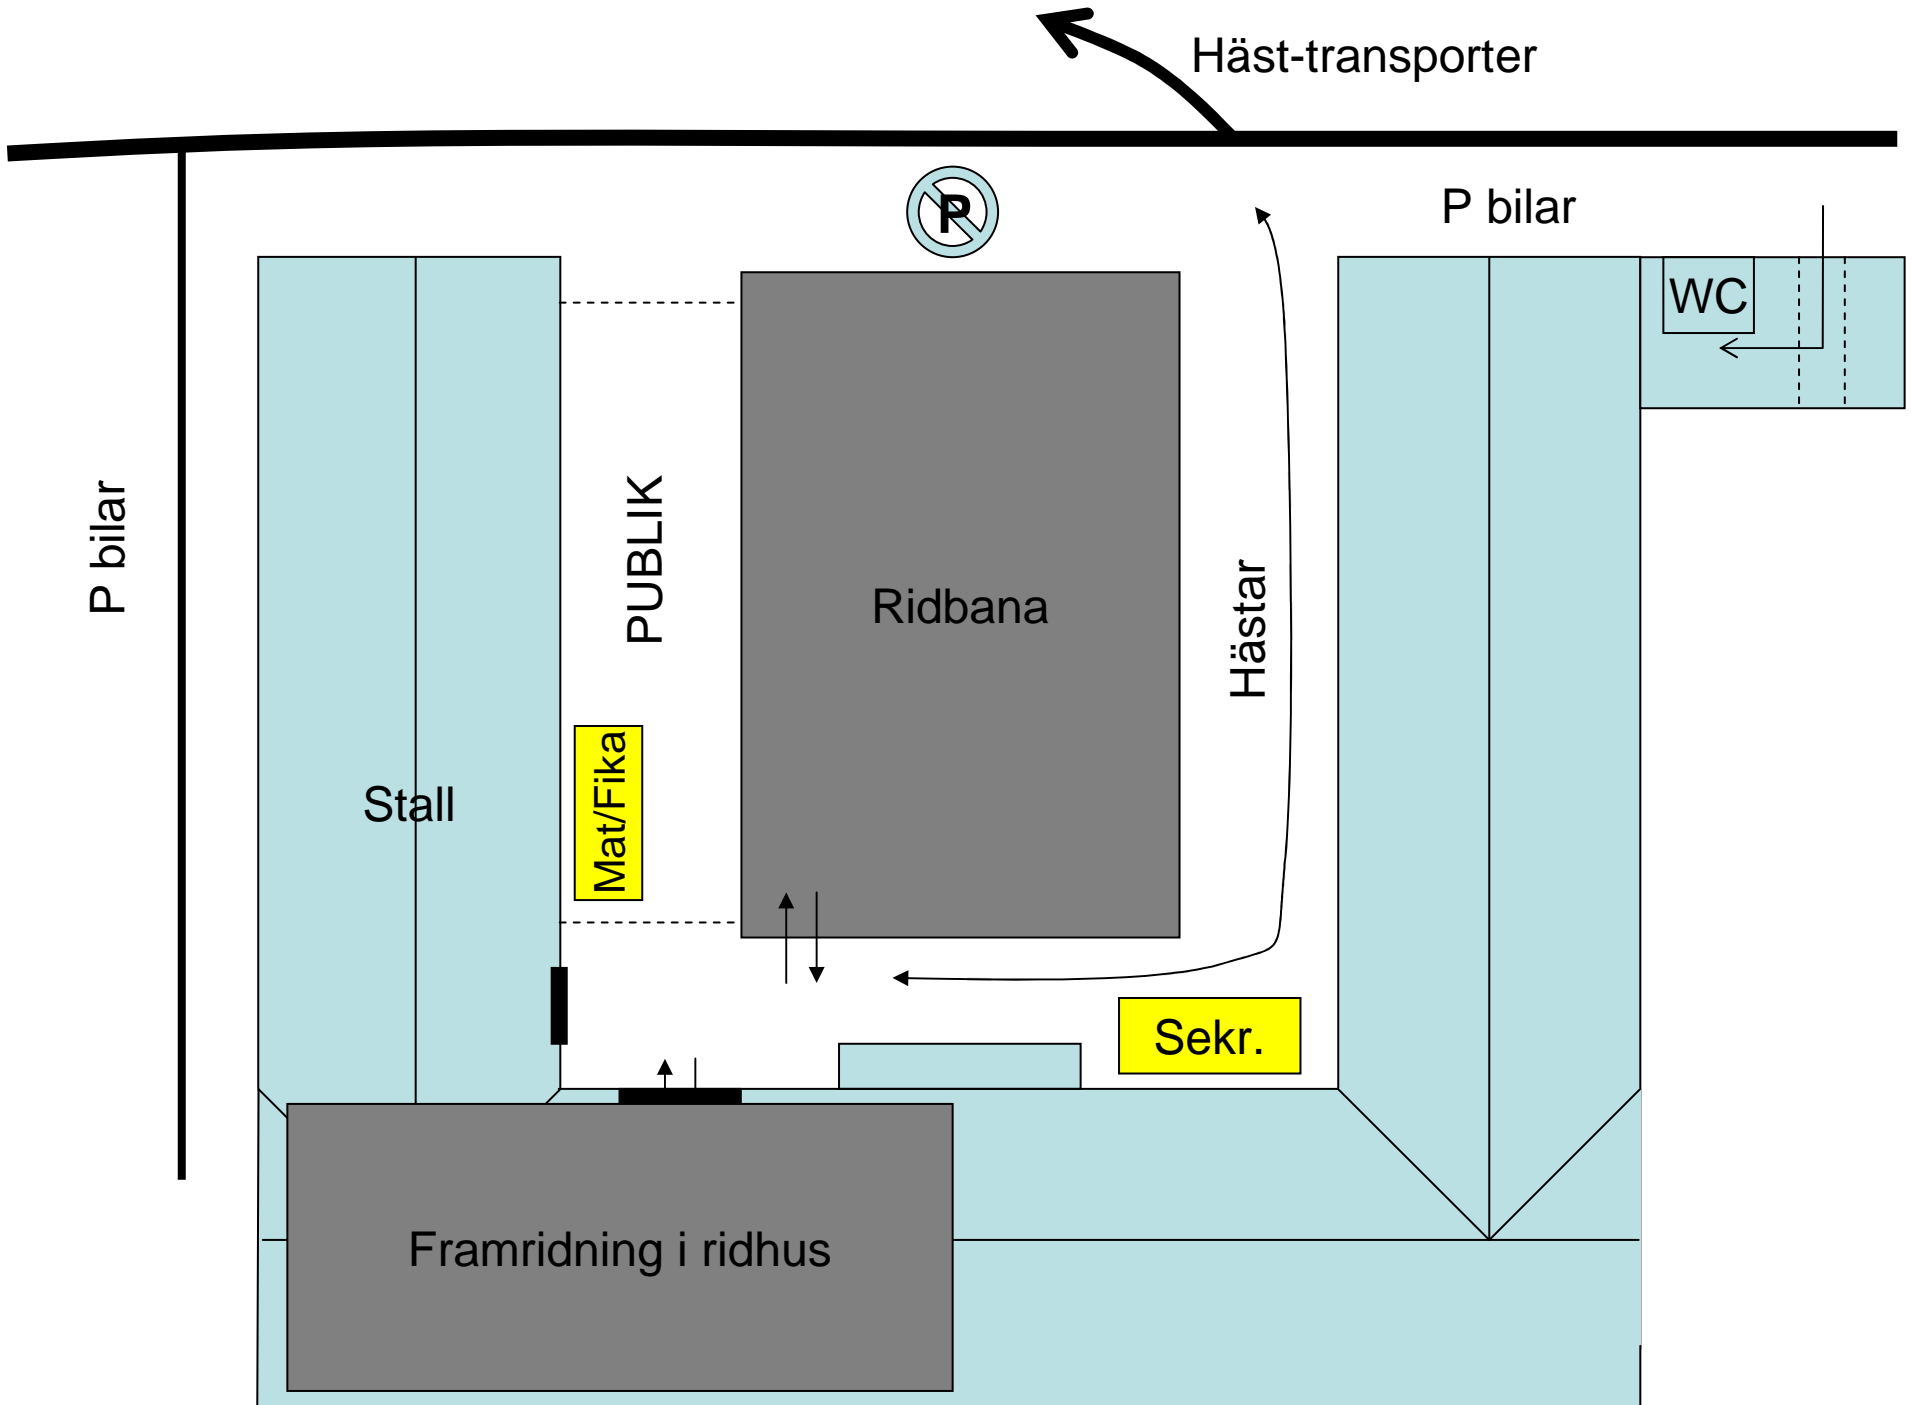 Häst-transporter
P
P bilar
WC
P bilar
PUBLIK
Ridbana
Hästar
Stall
Mat/Fika
Sekr.
Framridning i ridhus